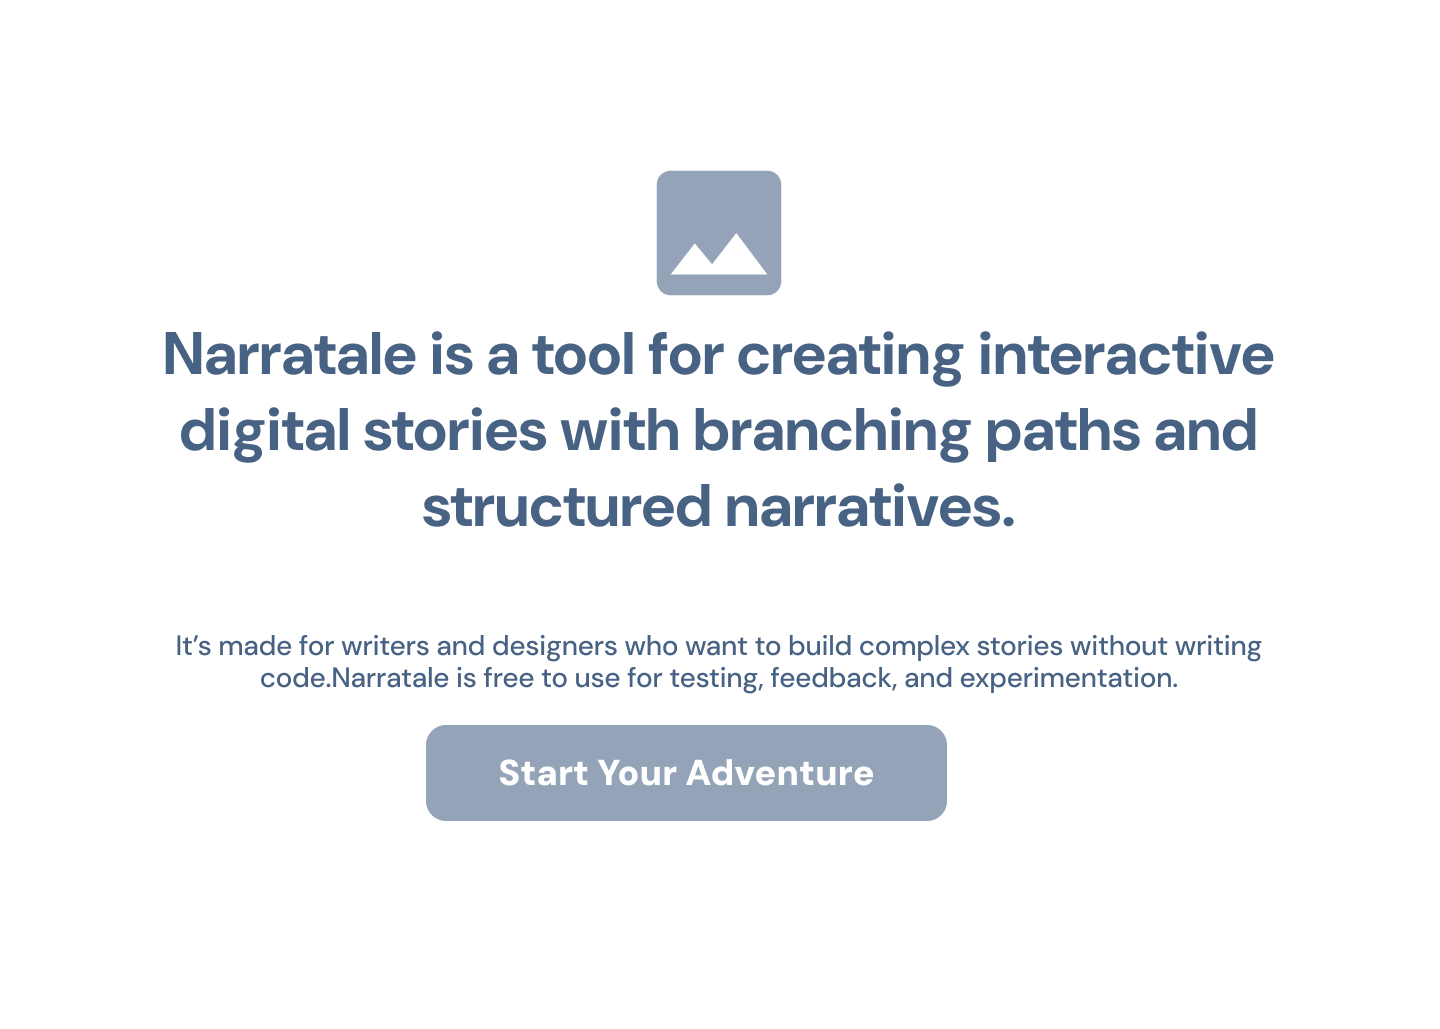 Narratale is a tool for creating interactive
digital stories with branching paths and
structured narratives.
It’s made for writers and designers who want to build complex stories without writing
code.Narratale is free to use for testing, feedback, and experimentation.
Start Your Adventure